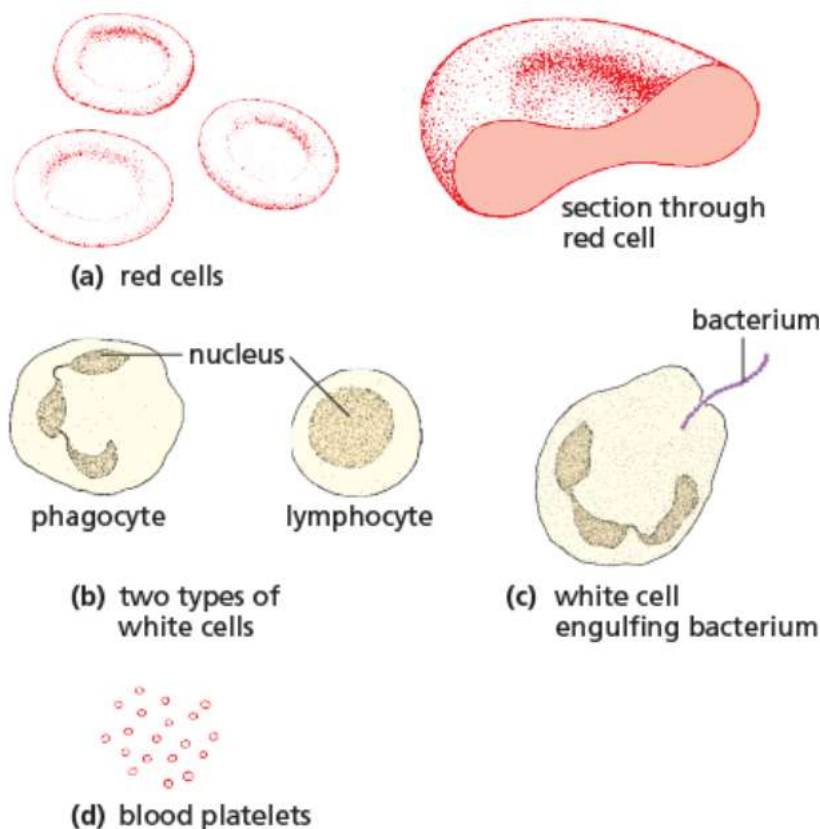 section through
red cell
(a) red cells
bacterium
nucleus
phagocyte
lymphocyte
(b) two types of
white cells
(c) white cell
engulfing bacterium
(d) blood platelets